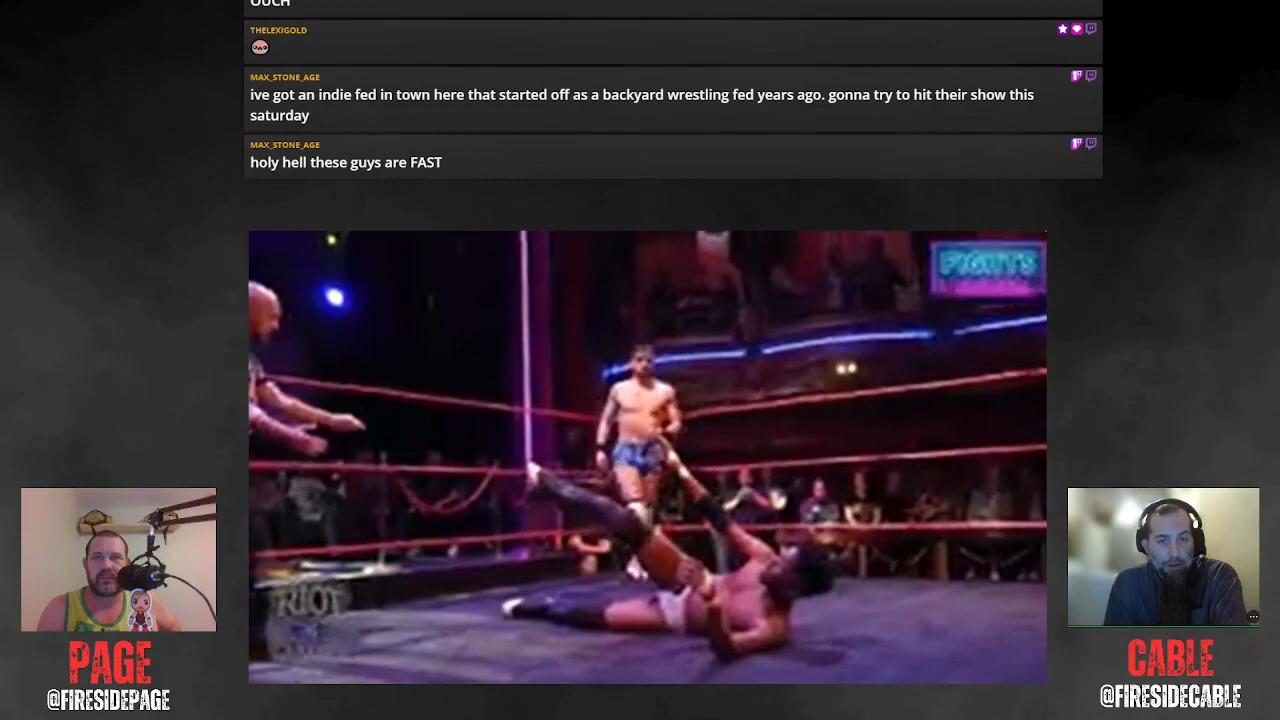 OUCH
THELEXIGOLD
MAX_STONE_AGE
ive got an indie fed in town here that started off as a backyard wrestling fed years ago. gonna try to hit their show this
saturday
MAX_STONE_AGE
holy hell these guys are FAST
FIGHTS
RIOT
PAGE
@FIRESIDEPAGE
CABLE
@FIRESIDECABLE